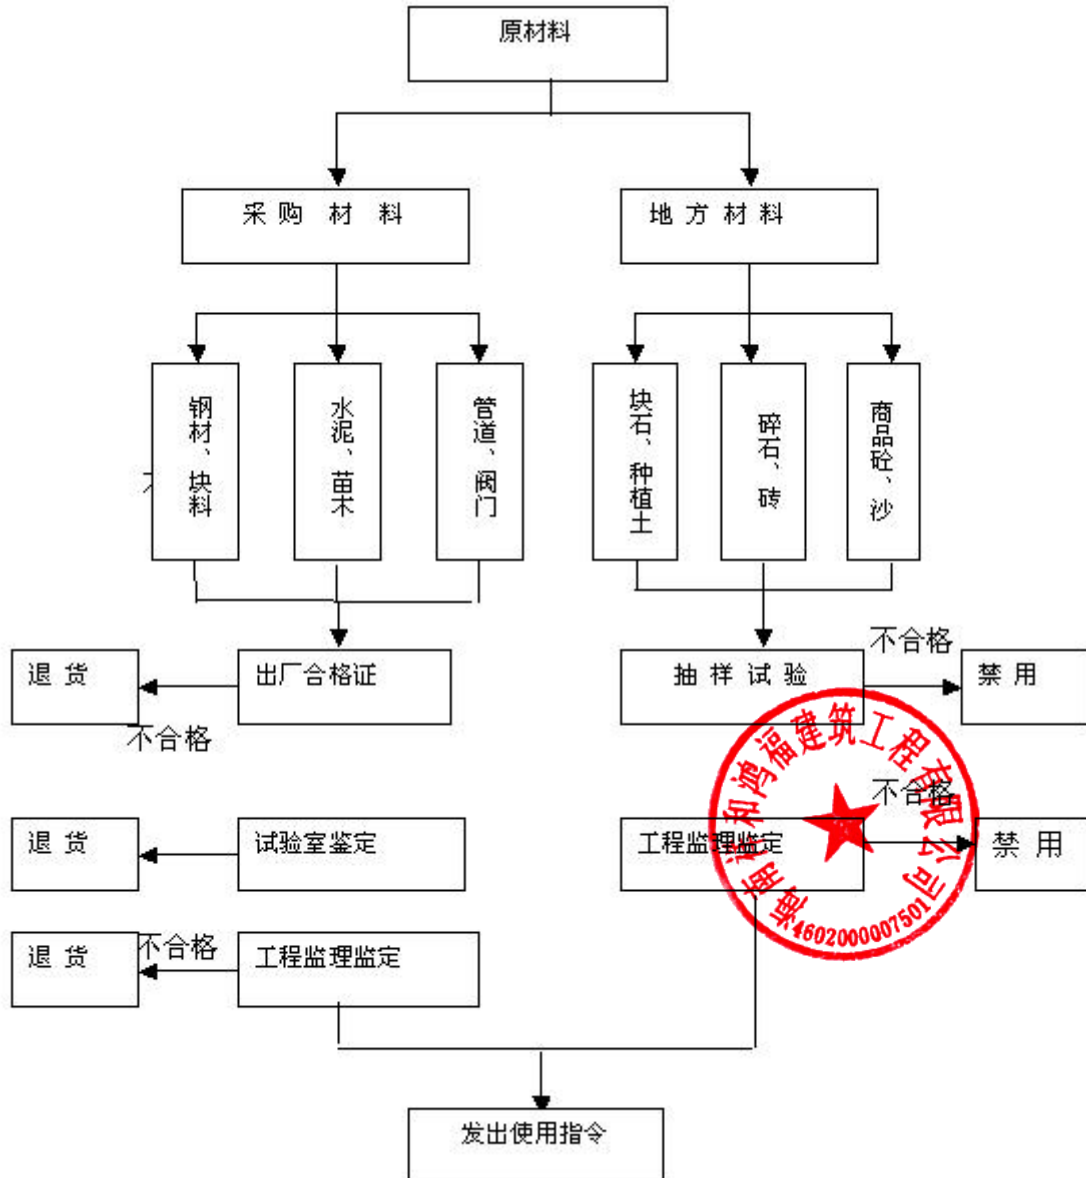 原材料
采购材料
地方材料
钢材、块料
水泥、苗木
管道、阀门
块石、种植土
碎石、砖
商品砼、沙
退货
出厂合格证
不合格
抽样试验
不合格
禁用
退货
试验室鉴定
工程监理监定
不合格
禁用
退货
不合格
工程监理监定
发出使用指令
海南祥和鸿福建筑工程有限公司
4602000007501